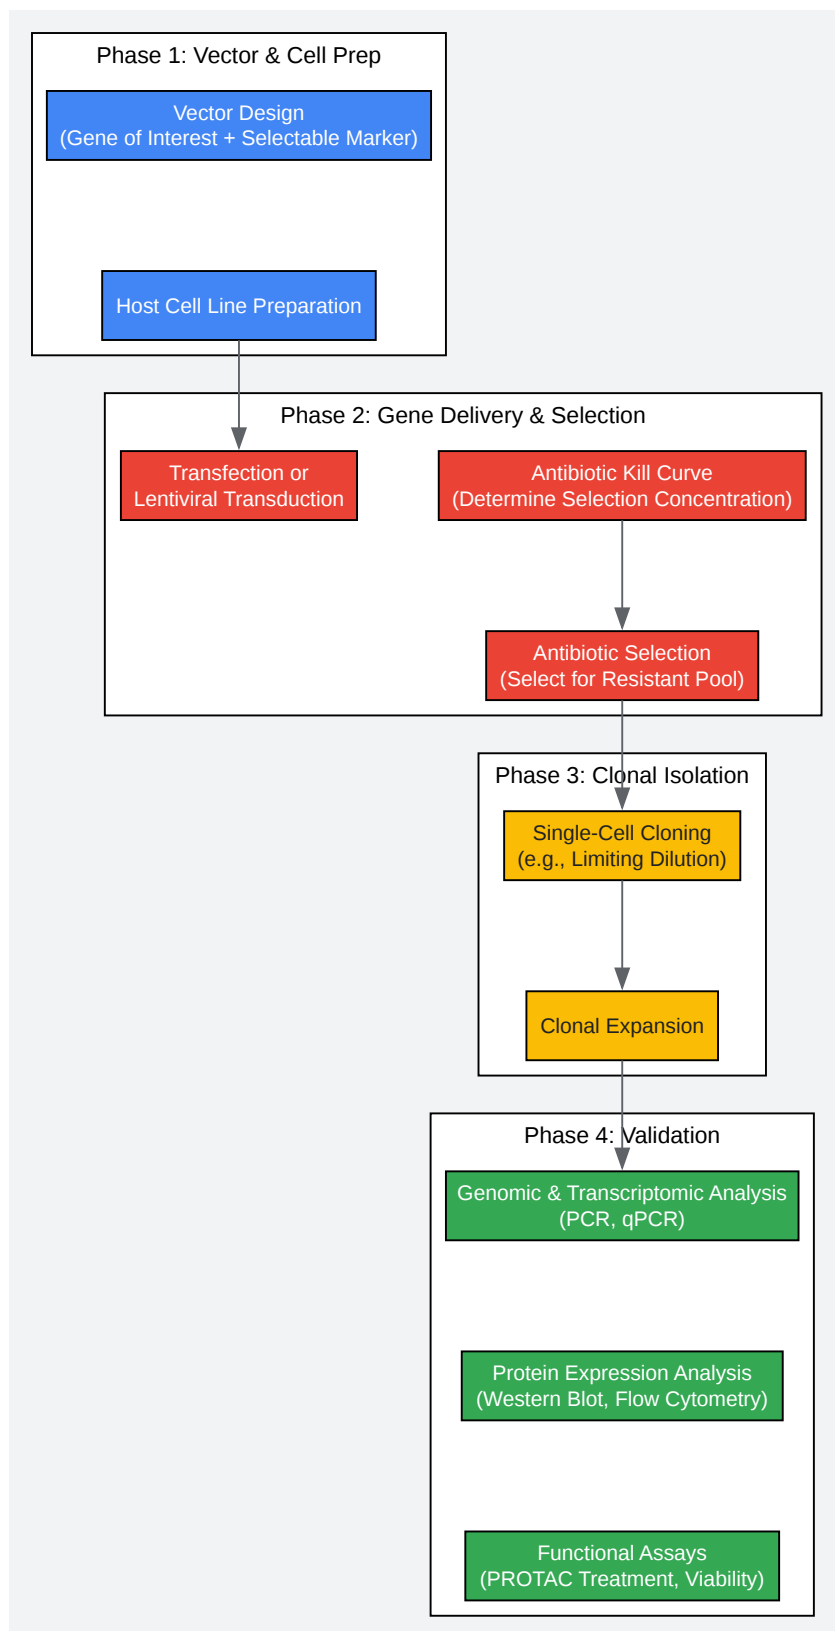 Phase 1: Vector & Cell Prep
Vector Design
(Gene of Interest + Selectable Marker)
Host Cell Line Preparation
Phase 2: Gene Delivery & Selection
Transfection or
Lentiviral Transduction
Antibiotic Kill Curve
(Determine Selection Concentration)
Antibiotic Selection
(Select for Resistant Pool)
Phase 3: Clonal Isolation
Single-Cell Cloning
(e.g., Limiting Dilution)
Clonal Expansion
Phase 4: Validation
Genomic & Transcriptomic Analysis
(PCR, qPCR)
Protein Expression Analysis
(Western Blot, Flow Cytometry)
Functional Assays
(PROTAC Treatment, Viability)